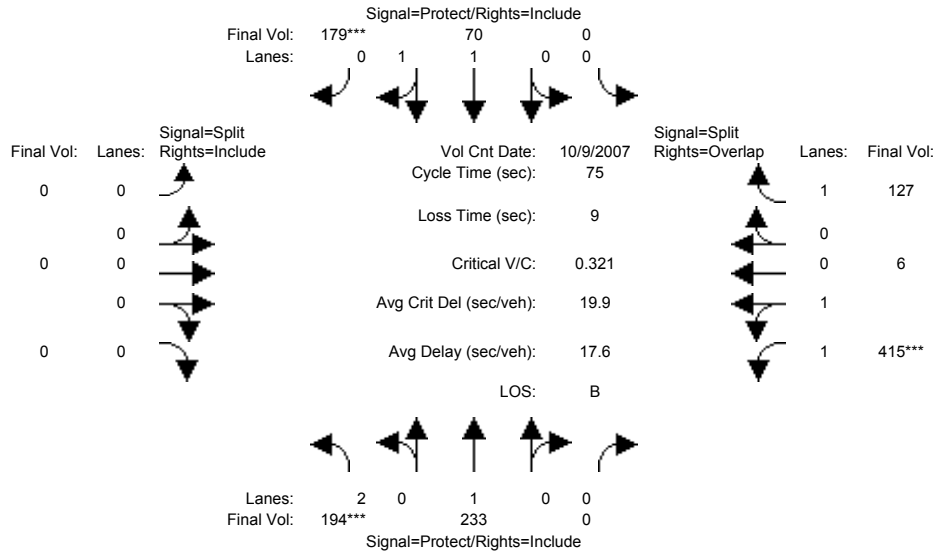 Signal=Protect/Rights=Include
Final Vol: 179*** 70 0
Lanes: 0 1 1 0 0
Signal=Split
Final Vol: Lanes: Rights=Include
Vol Cnt Date: 10/9/2007
Signal=Split
Rights=Overlap Lanes: Final Vol:
Cycle Time (sec): 75
0 0
1 127
Loss Time (sec): 9
0
0
0 0
Critical V/C: 0.321
0 6
0
Avg Crit Del (sec/veh): 19.9
1
0 0
Avg Delay (sec/veh): 17.6
1 415***
LOS: B
Lanes: 2 0 1 0 0
Final Vol: 194*** 233 0
Signal=Protect/Rights=Include